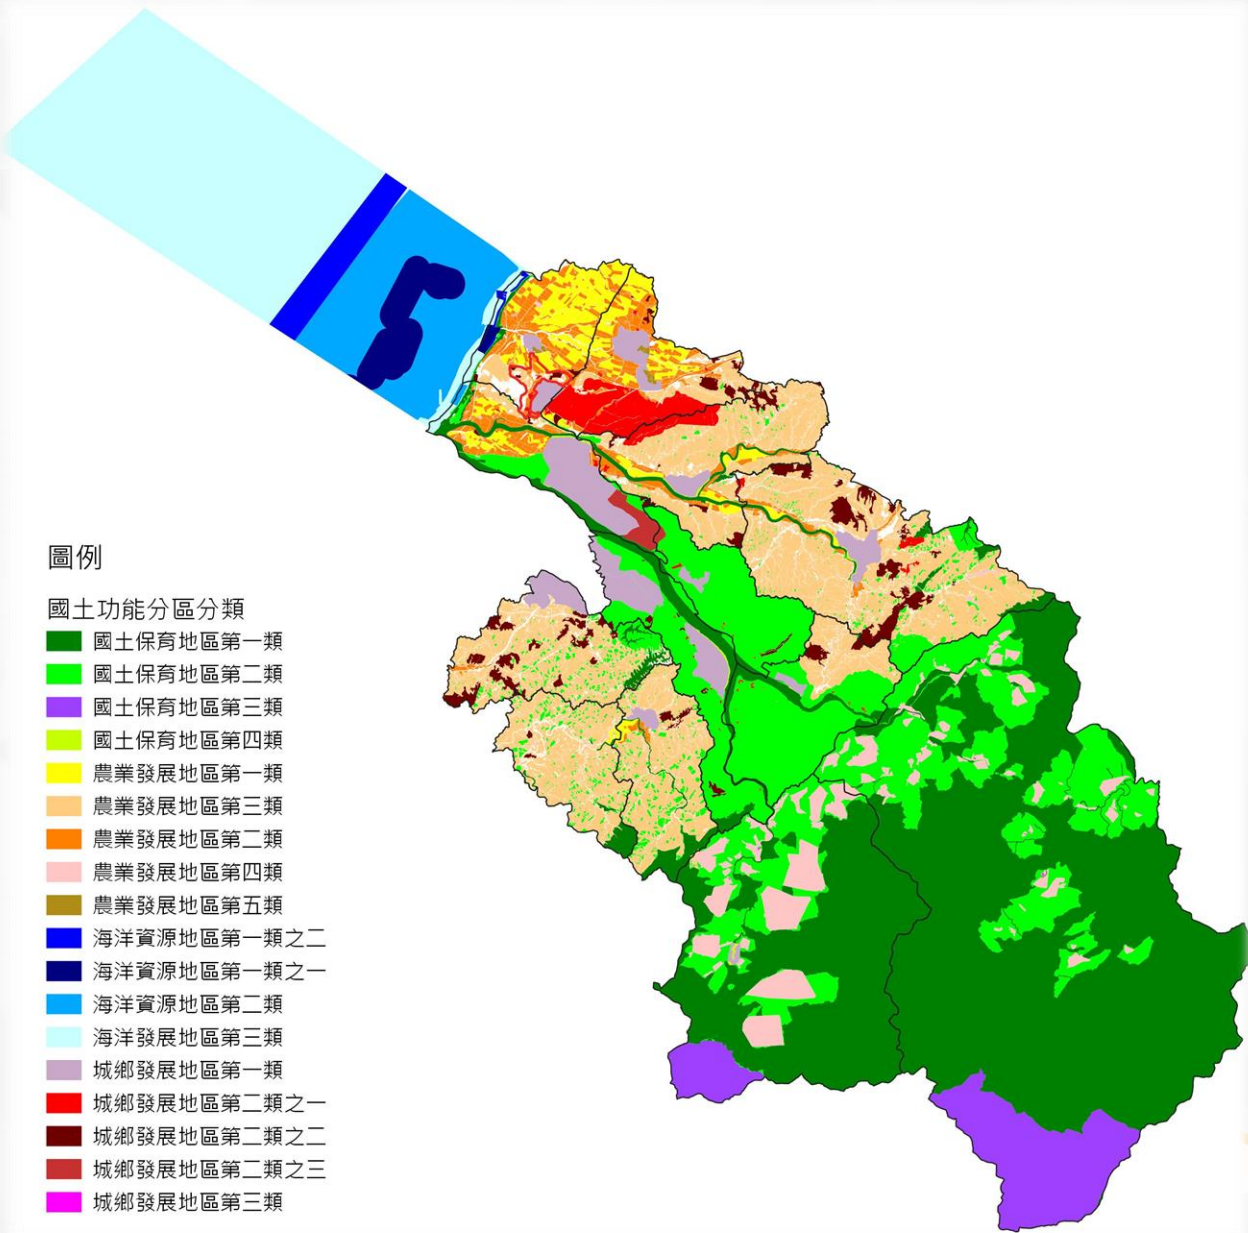 圖例
國土功能分區分類
國土保育地區第一類
國土保育地區第二類
國土保育地區第三類
國土保育地區第四類
農業發展地區第一類
農業發展地區第三類
農業發展地區第二類
農業發展地區第四類
農業發展地區第五類
海洋資源地區第一類之二
海洋資源地區第一類之一
海洋資源地區第二類
海洋發展地區第三類
城鄉發展地區第一類
城鄉發展地區第二類之一
城鄉發展地區第二類之二
城鄉發展地區第二類之三
城鄉發展地區第三類